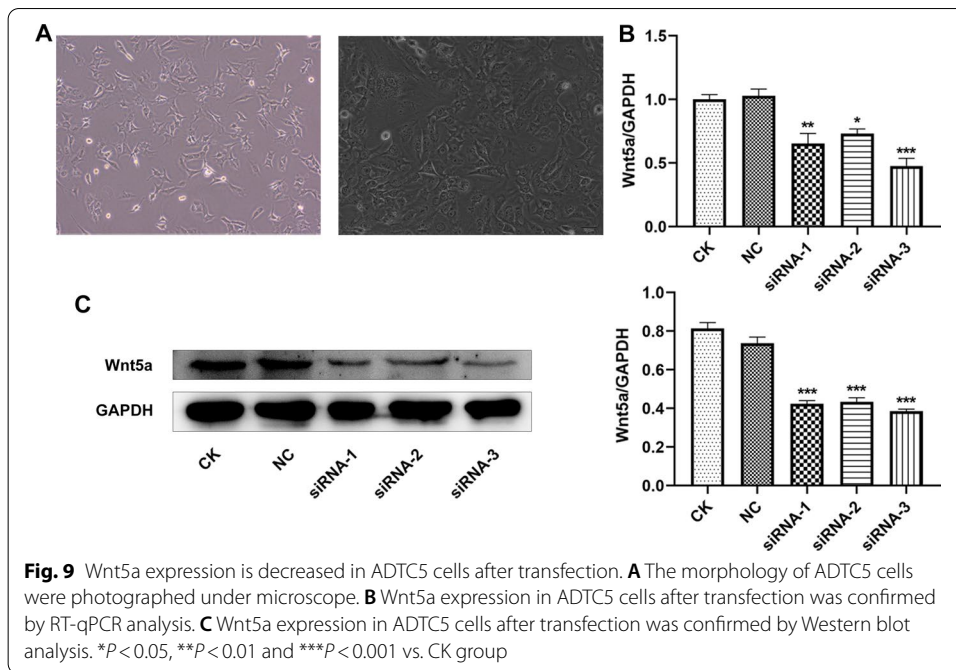 A
B
1.5
1.0
0.5
0.0
Wnt5a/GAPDH
**
*
***
CK
NC
siRNA-1
siRNA-2
siRNA-3
C
Wnt5a
GAPDH
CK
NC
siRNA-1
siRNA-2
siRNA-3
1.0
0.8
0.6
0.4
0.2
0.0
Wnt5a/GAPDH
***
***
***
CK
NC
siRNA-1
siRNA-2
siRNA-3
Fig. 9 Wnt5a expression is decreased in ADTC5 cells after transfection. A The morphology of ADTC5 cells
were photographed under microscope. B Wnt5a expression in ADTC5 cells after transfection was confirmed
by RT-qPCR analysis. C Wnt5a expression in ADTC5 cells after transfection was confirmed by Western blot
analysis. *P < 0.05, **P < 0.01 and ***P < 0.001 vs. CK group